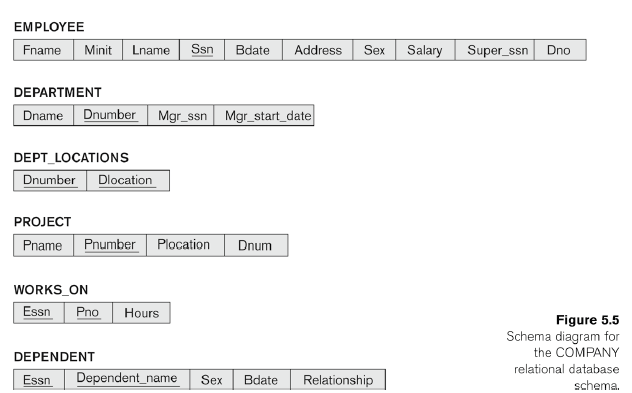 EMPLOYEE
Fname Minit Lname Ssn Bdate Address Sex Salary Super_ssn Dno
DEPARTMENT
Dname Dnumber Mgr_ssn Mgr_start_date
DEPT_LOCATIONS
Dnumber Dlocation
PROJECT
Pname Pnumber Plocation Dnum
WORKS_ON
Essn Pno Hours
DEPENDENT
Essn Dependent_name Sex Bdate Relationship
Figure 5.5
Schema diagram for
the COMPANY
relational database
schema.